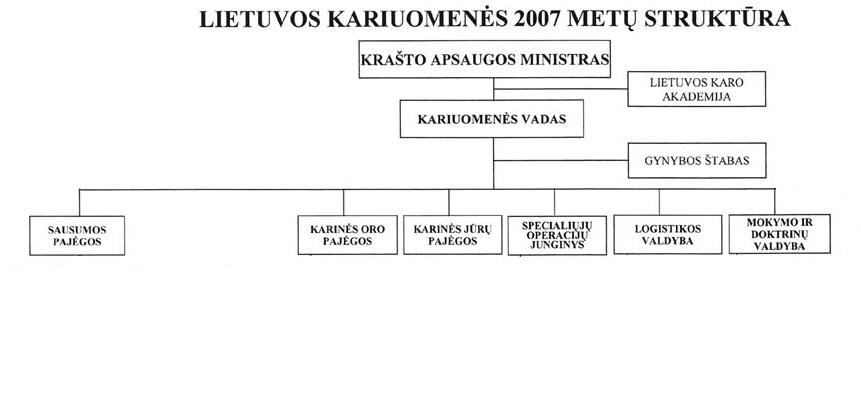 LIETUVOS KARIUOMENĖS 2007 METŲ STRUKTŪRA
KRAŠTO APSAUGOS MINISTRAS
LIETUVOS KARO
AKADEMIJA
KARIUOMENĖS VADAS
GYNYBOS ŠTABAS
SAUSUMOS
PAJĖGOS
KARINĖS ORO
PAJĖGOS
KARINĖS JŪRŲ
PAJĖGOS
SPECIALIŲJŲ
OPERACIJŲ
JUNGINYS
LOGISTIKOS
VALDYBA
MOKYMO IR
DOKTRINŲ
VALDYBA